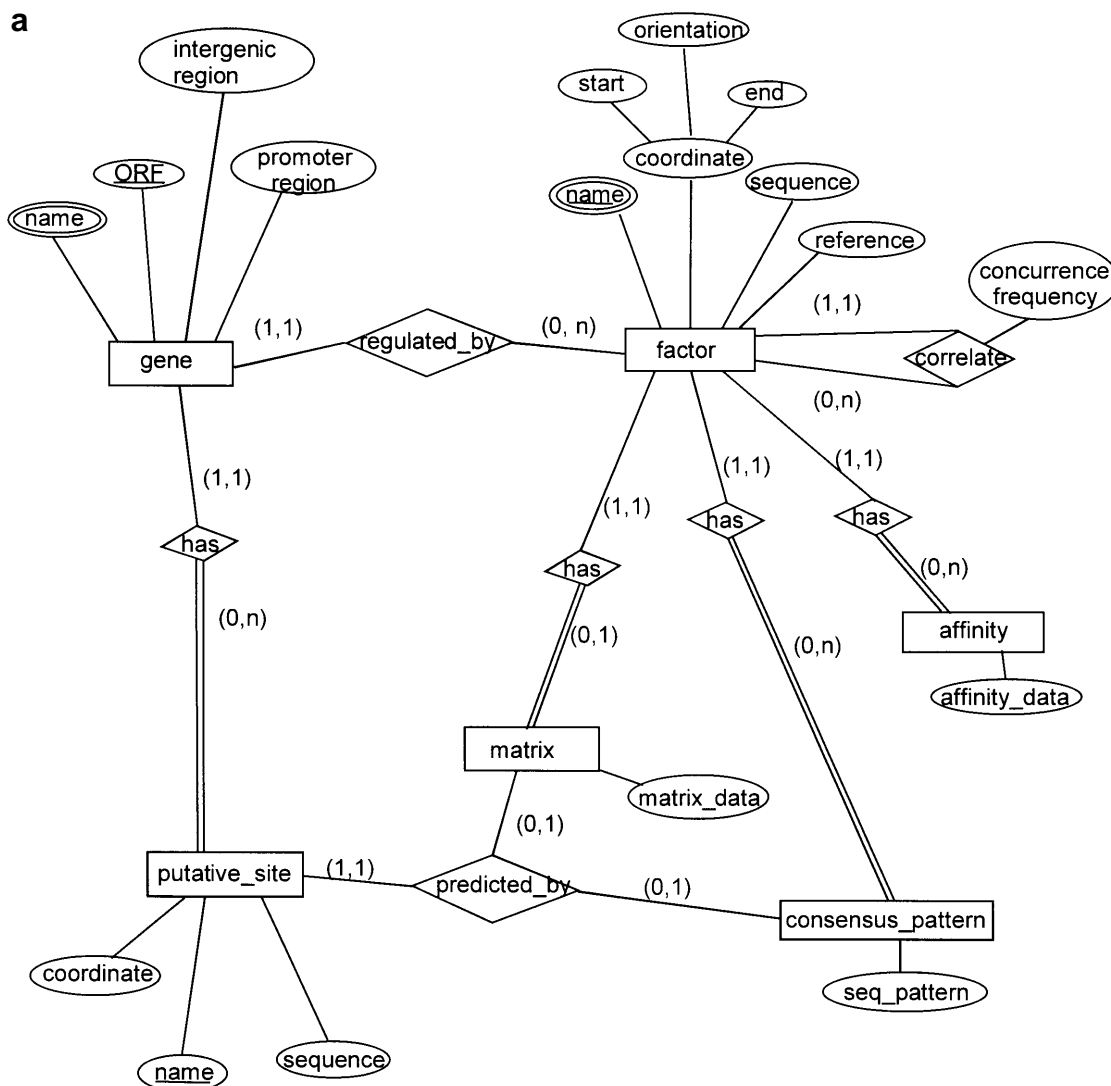 a
orientation
intergenic
region
start
end
ORF
promoter
region
coordinate
sequence
name
name
reference
concurrence
frequency
(1,1)
(1,1)
(0, n)
regulated_by
gene
factor
correlate
(0,n)
(1,1)
(1,1)
(1,1)
(1,1)
has
has
has
has
(0,n)
(0,n)
(0,1)
(0,n)
affinity
affinity_data
matrix
matrix_data
(0,1)
putative_site
(1,1)
predicted_by
(0,1)
consensus_pattern
coordinate
seq_pattern
sequence
name